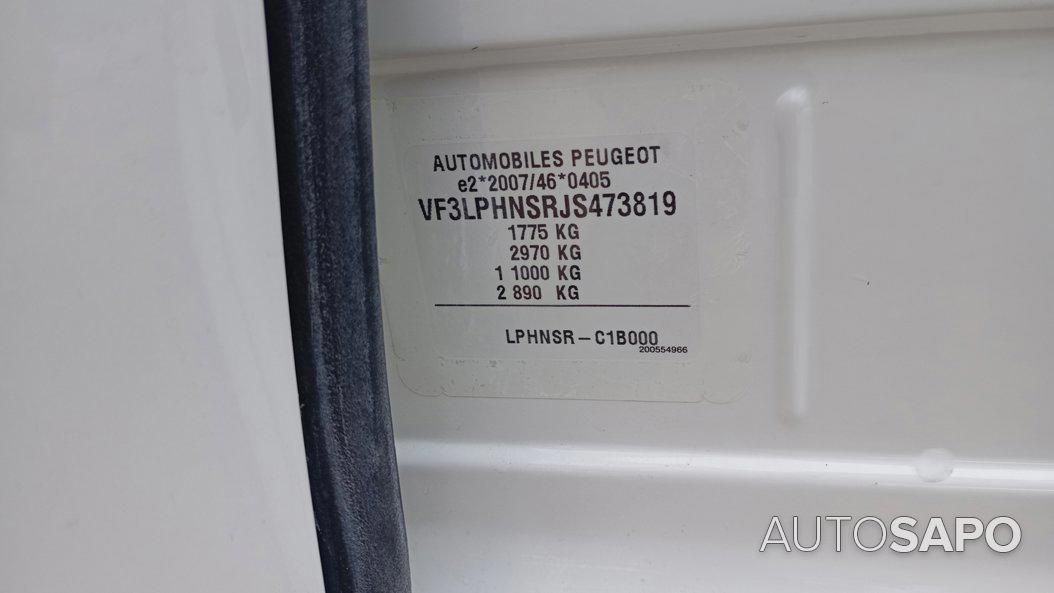 AUTOMOBILES PEUGEOT
e2*2007/46*0405
VF3LPHNSRJS473819
1775 KG
2970 KG
1 1000 KG
2 890 KG
LPHNSR-C1B000
200554966
AUTOSAPO